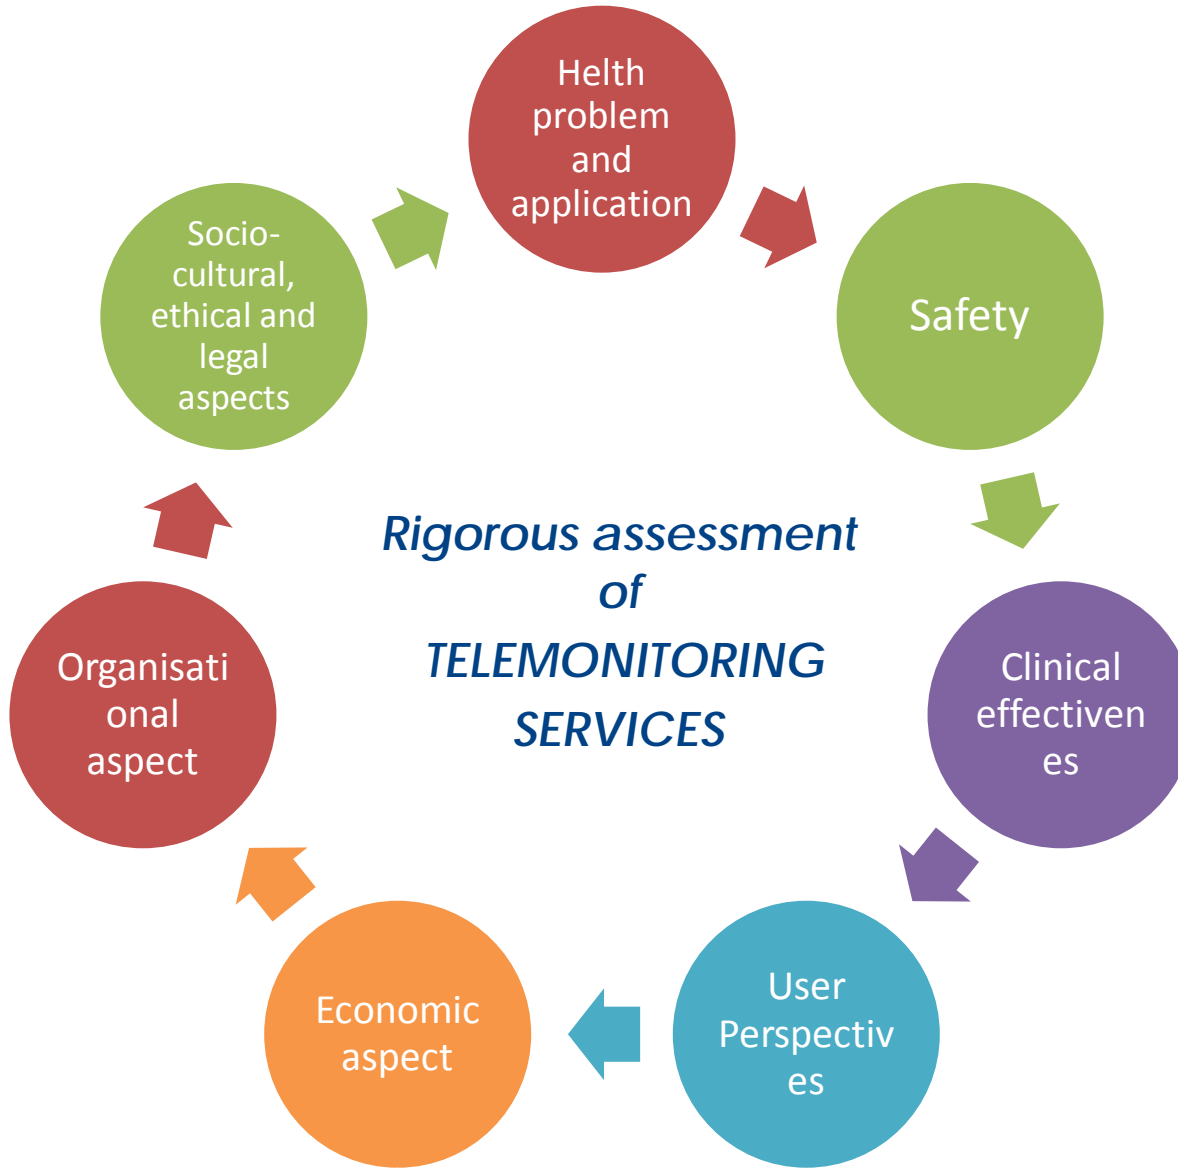 Helth
problem
and
application
Safety
Clinical
effectiven
es
User
Perspectiv
es
Economic
aspect
Organisati
onal
aspect
Socio-
cultural,
ethical and
legal
aspects
Rigorous assessment
of
TELEMONITORING
SERVICES